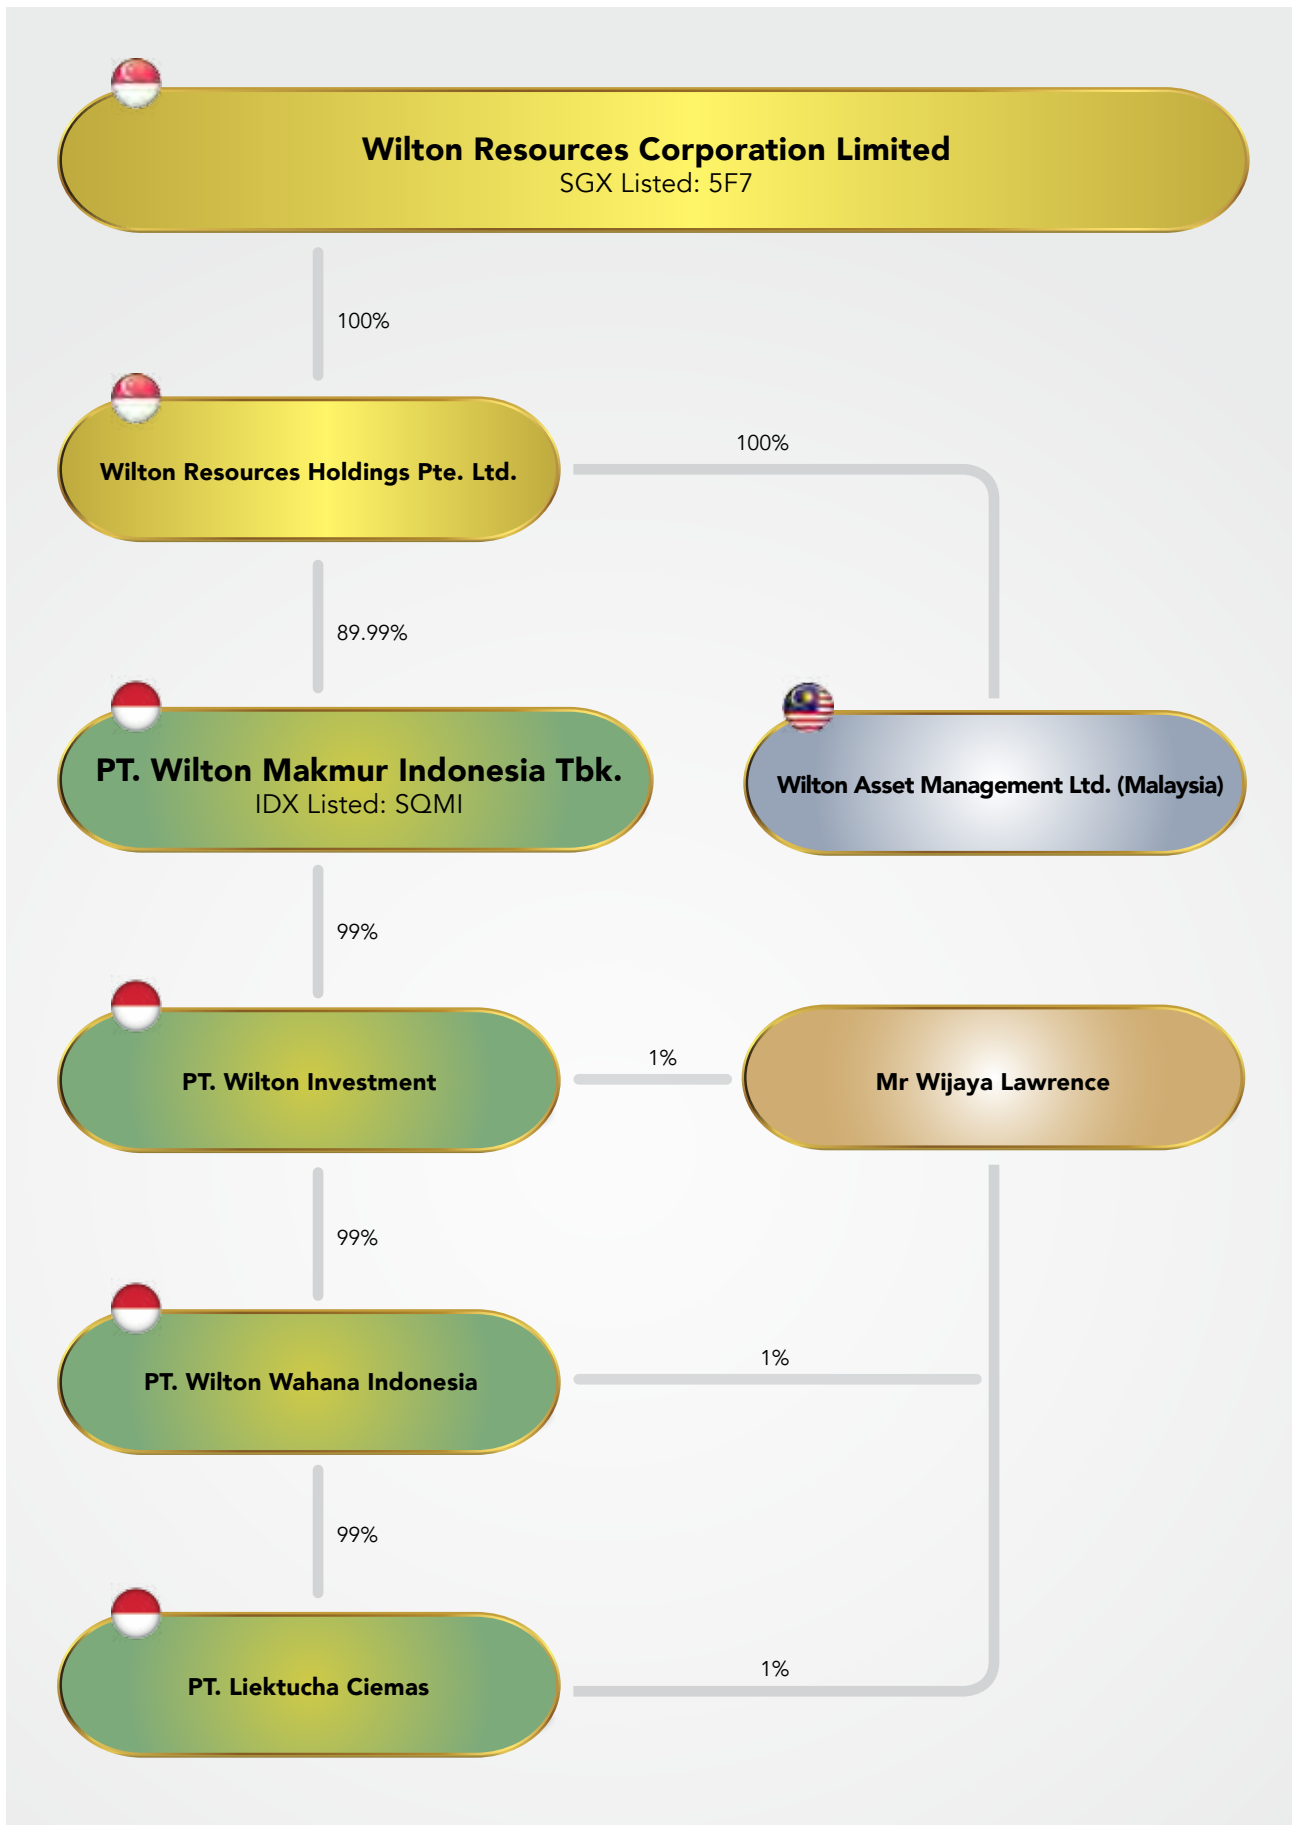 Wilton Resources Corporation Limited
SGX Listed: 5F7
100%
Wilton Resources Holdings Pte. Ltd.
100%
89.99%
PT. Wilton Makmur Indonesia Tbk.
IDX Listed: SQMI
Wilton Asset Management Ltd. (Malaysia)
99%
PT. Wilton Investment
1%
Mr Wijaya Lawrence
99%
PT. Wilton Wahana Indonesia
1%
99%
PT. Liektucha Ciemas
1%